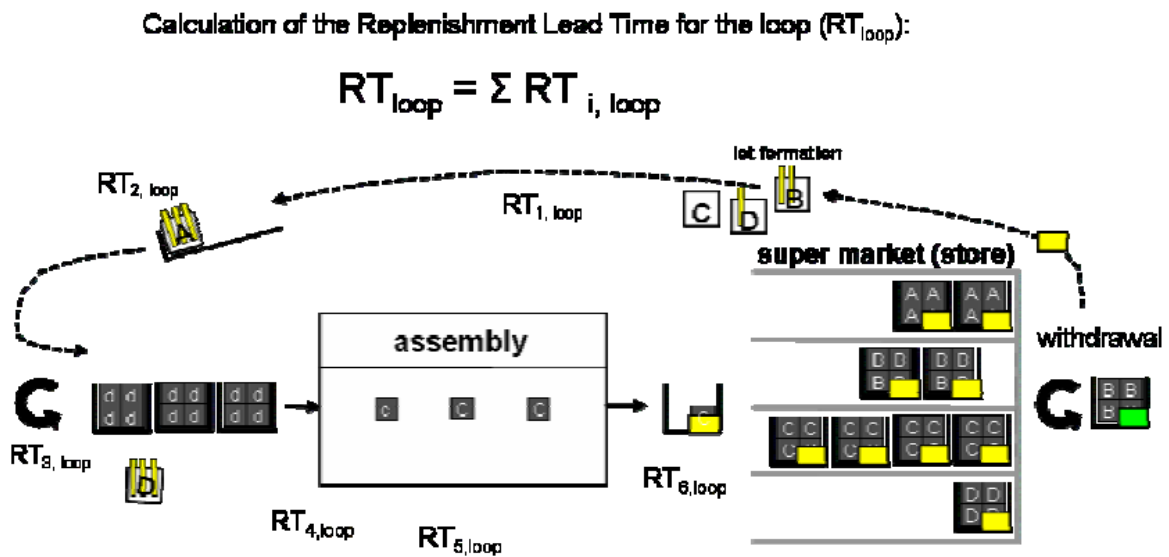 Calculation of the Replenishment Lead Time for the loop (RTloop):
RTloop = Σ RT i, loop
lot formation
RT2, loop
A
RT1, loop
C D B
super market (store)
A A A
A A A
withdrawal
assembly
B D B
D D B
B B B
d d d d
d d d d
d d d d
c C C
RT3, loop
D
RT6,loop
C C C
C C C
C C C
C C C
D D D
RT4,loop
RT5,loop